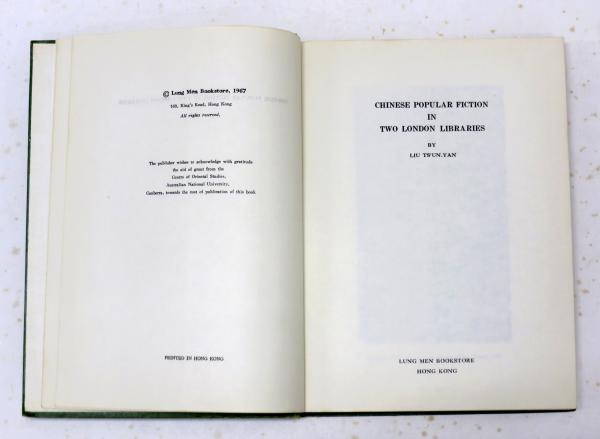 © Lung Men Bookstore, 1967
King's Road, Hong Kong
All rights reserved.
The publisher wishes to acknowledge with gratitude
the aid of grant from the
Centre of Oriental Studies,
Australian National University,
Canberra, towards the cost of publication of this book
PRINTED IN HONG KONG
CHINESE POPULAR FICTION
IN
TWO LONDON LIBRARIES
BY
LIU TS'UN-YAN
LUNG MEN BOOKSTORE
HONG KONG